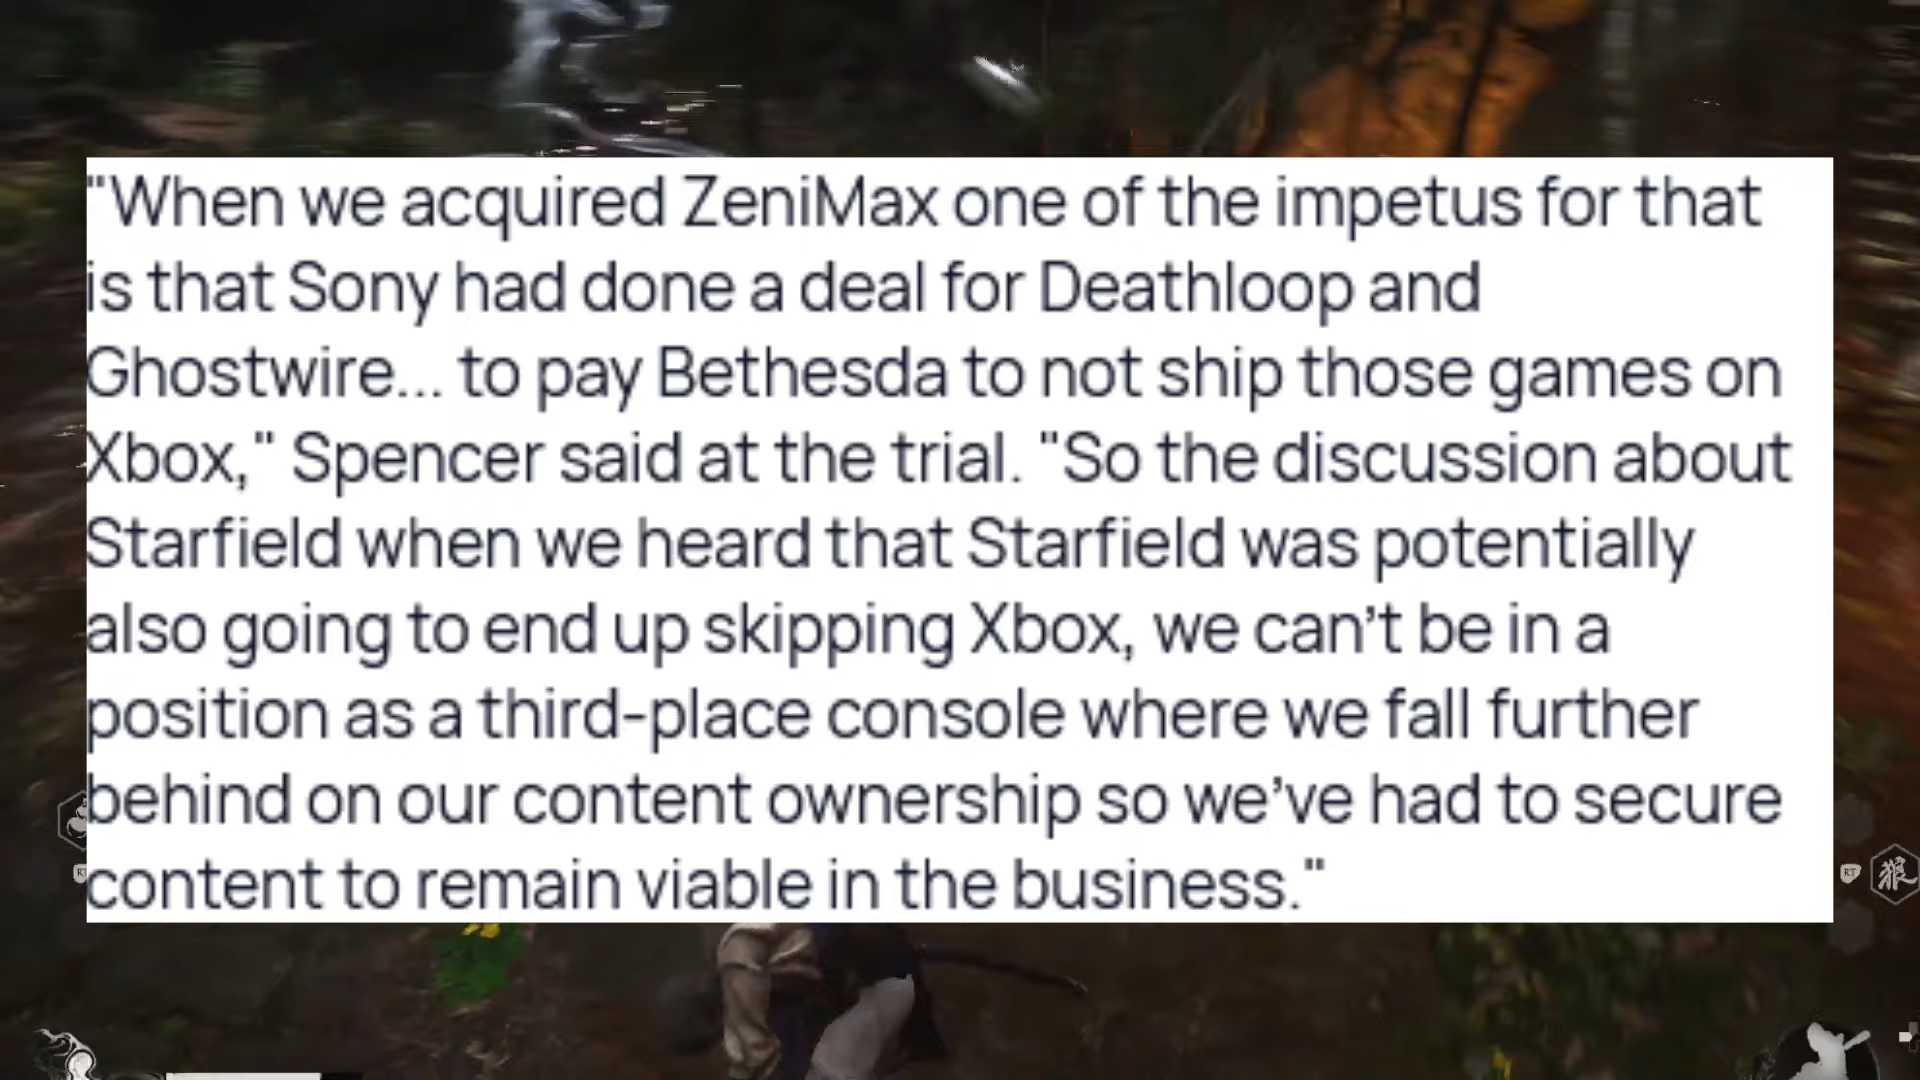 "When we acquired ZeniMax one of the impetus for that
is that Sony had done a deal for Deathloop and
Ghostwire... to pay Bethesda to not ship those games on
Xbox," Spencer said at the trial. "So the discussion about
Starfield when we heard that Starfield was potentially
also going to end up skipping Xbox, we can’t be in a
position as a third-place console where we fall further
behind on our content ownership so we’ve had to secure
content to remain viable in the business."
RT
RT